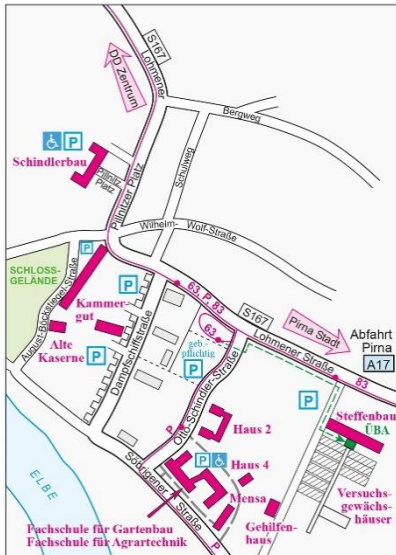 S167
Lohmener
DD Zentrum
Bergweg
Schulweg
P
Schindlerbau
Pillnitz.
Platz
Pillnitzer Platz
Wilhelm-Wolf-Straße
P
SCHLOSS-
GELÄNDE
August-Böckstiegel-Straße
Kammer-
gut
P
Alte
Kaserne
P
Dampfschiffstraße
63, P, 83
63
geb.
pflichtig
P
S167
Pirna Stadt
Lohmener Straße
Abfahrt
Pirna
A17
83
Otto-Schindler-Straße
P
P
Haus 2
Steffenbau
ÜBA
P
Haus 4
Mensa
Gehilfen-
haus
Versuchs-
gewächs-
häuser
ELBE
Söbrigener Straße
P
Fachschule für Gartenbau
Fachschule für Agrartechnik